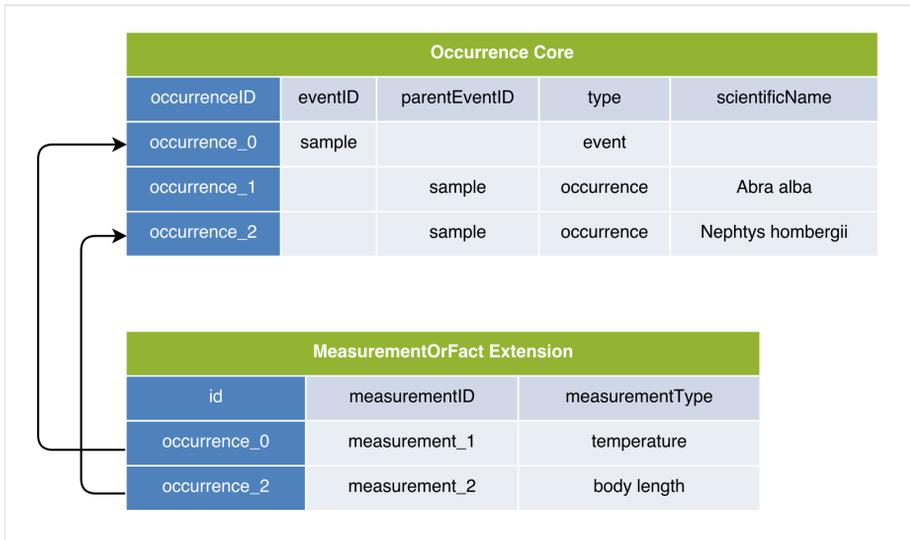 Occurrence Core
occurrenceID eventID parentEventID type scientificName
occurrence_0 sample event
occurrence_1 sample occurrence Abra alba
occurrence_2 sample occurrence Nephtys hombergii
MeasurementOrFact Extension
id measurementID measurementType
occurrence_0 measurement_1 temperature
occurrence_2 measurement_2 body length